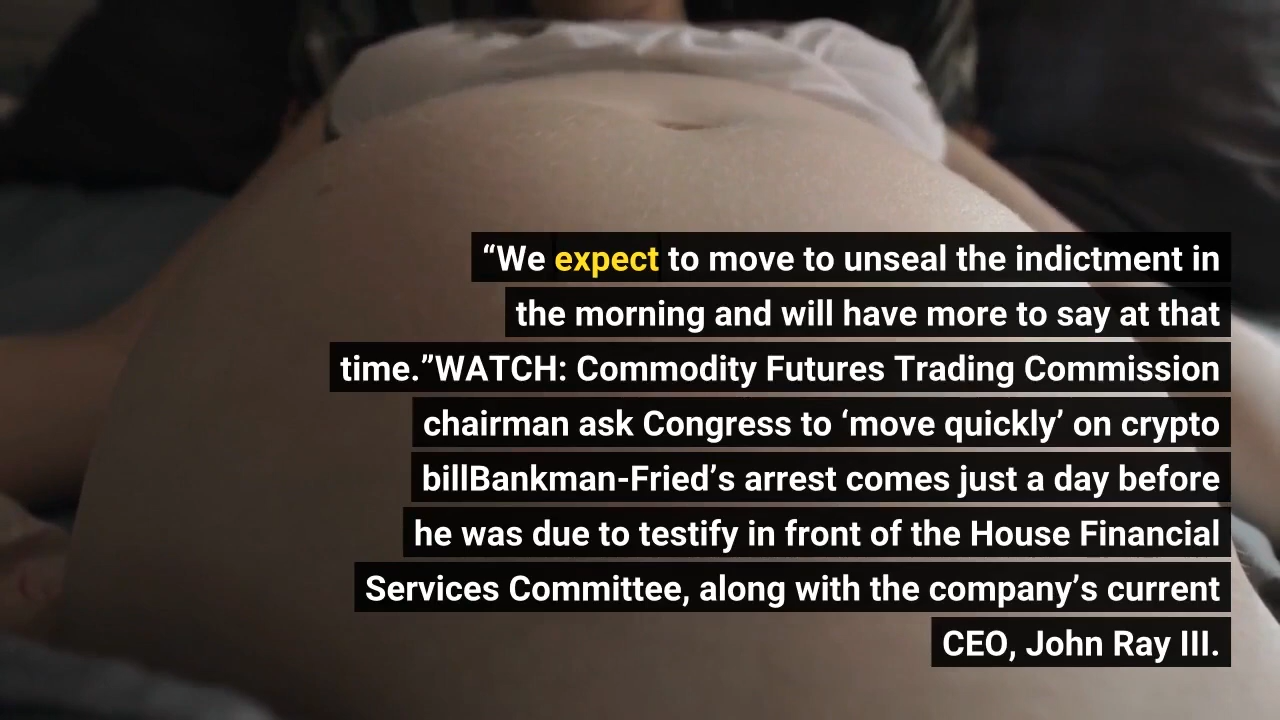 “We expect to move to unseal the indictment in
the morning and will have more to say at that
time.”WATCH: Commodity Futures Trading Commission
chairman ask Congress to ‘move quickly’ on crypto
billBankman-Fried’s arrest comes just a day before
he was due to testify in front of the House Financial
Services Committee, along with the company’s current
CEO, John Ray III.